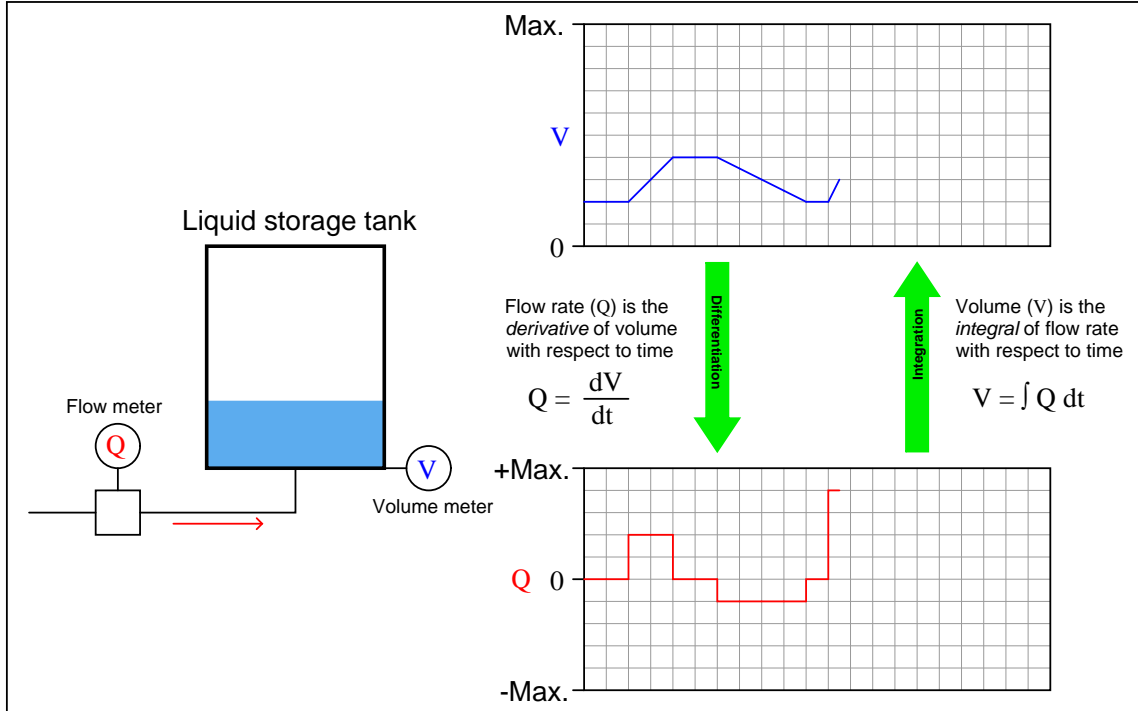 Max.
V
0
Liquid storage tank
Flow meter
Q
V
Volume meter
Flow rate (Q) is the
derivative of volume
with respect to time
Q = dV
dt
Differentiation
Integration
Volume (V) is the
integral of flow rate
with respect to time
V = ∫ Q dt
+Max.
Q 0
-Max.